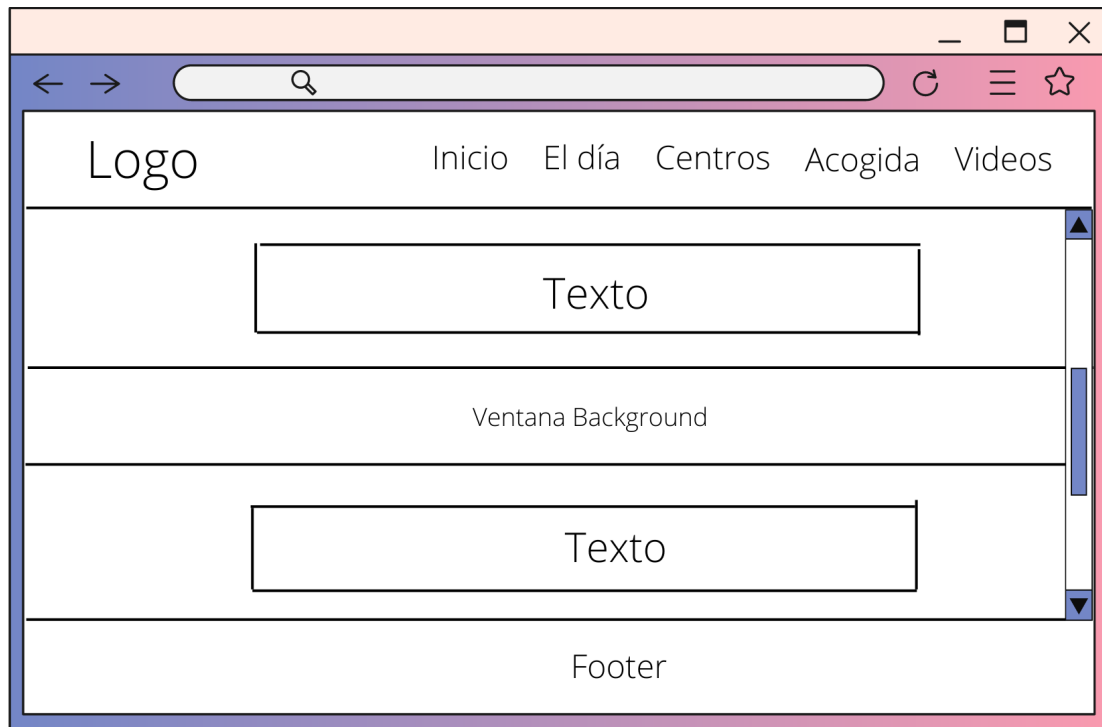 Logo Inicio El día Centros Acogida Videos
Texto
Ventana Background
Texto
Footer